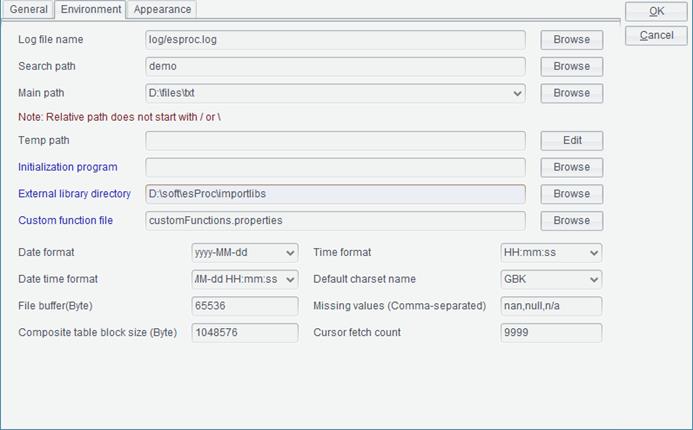 General Environment Appearance
OK
Cancel
Log file name log/esproc.log Browse
Search path demo Browse
Main path D:\files\txt Browse
Note: Relative path does not start with / or \
Temp path Edit
Initialization program Browse
External library directory D:\soft\esProc\importlibs Browse
Custom function file customFunctions.properties Browse
Date format yyyy-MM-dd Time format HH:mm:ss
Date time format MM-dd HH:mm:ss Default charset name GBK
File buffer(Byte) 65536 Missing values (Comma-separated) nan,null,n/a
Composite table block size (Byte) 1048576 Cursor fetch count 9999